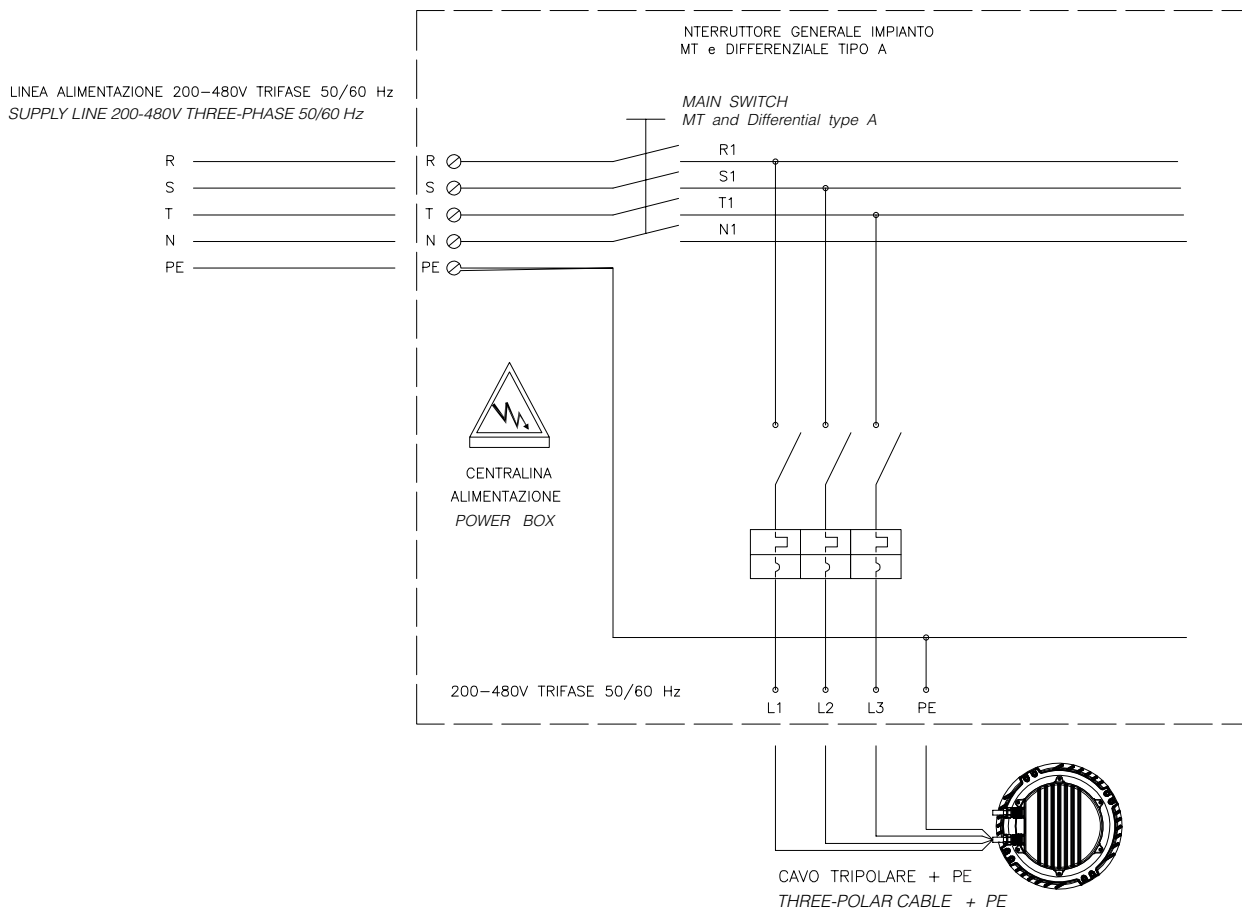 NTERRUTTORE GENERALE IMPIANTO
MT e DIFFERENZIALE TIPO A
LINEA ALIMENTAZIONE 200-480V TRIFASE 50/60 Hz
SUPPLY LINE 200-480V THREE-PHASE 50/60 Hz
MAIN SWITCH
MT and Differential type A
R R R1
S S S1
T T T1
N N N1
PE PE
CENTRALINA
ALIMENTAZIONE
POWER BOX
200-480V TRIFASE 50/60 Hz
L1 L2 L3 PE
CAVO TRIPOLARE + PE
THREE-POLAR CABLE + PE